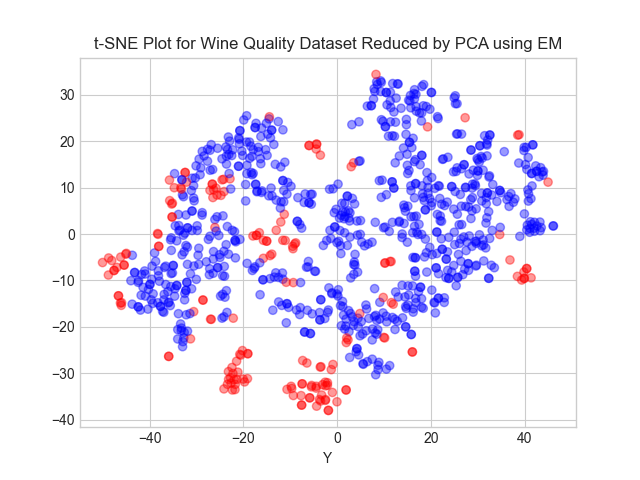 t-SNE Plot for Wine Quality Dataset Reduced by PCA using EM
30
20
10
0
−10
−20
−30
−40
−40 −20 0 20 40
Y